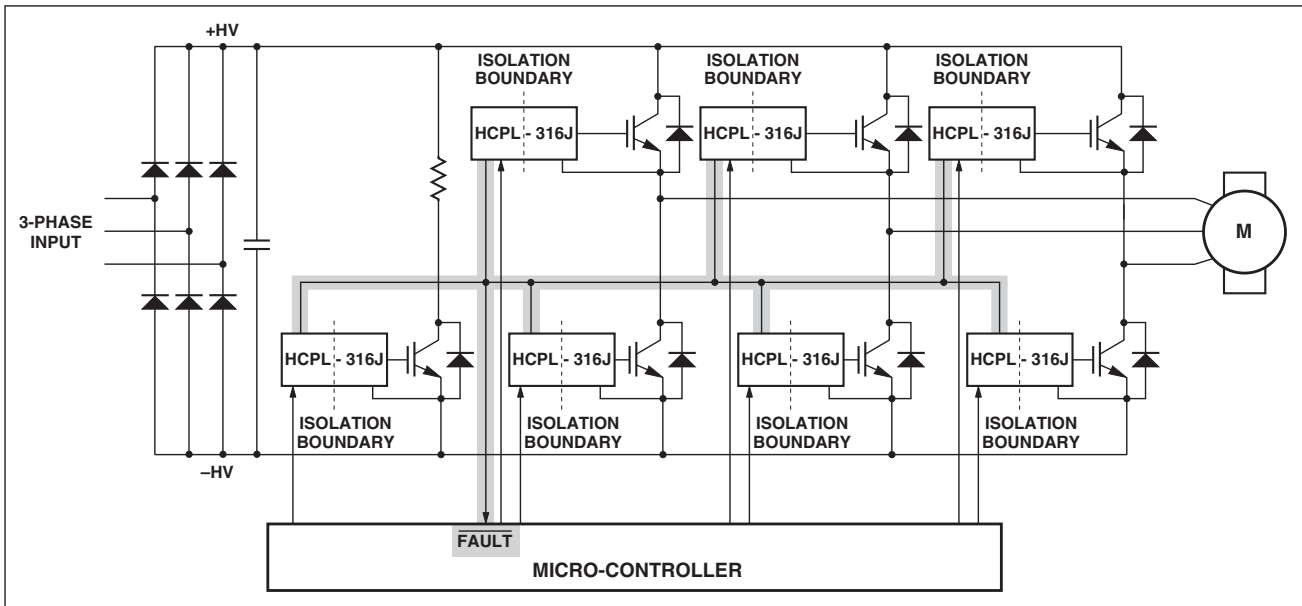 +HV
ISOLATION
BOUNDARY
ISOLATION
BOUNDARY
ISOLATION
BOUNDARY
HCPL - 316J
HCPL - 316J
HCPL - 316J
3-PHASE
INPUT
M
HCPL - 316J
HCPL - 316J
HCPL - 316J
HCPL - 316J
ISOLATION
BOUNDARY
ISOLATION
BOUNDARY
ISOLATION
BOUNDARY
ISOLATION
BOUNDARY
–HV
FAULT
MICRO-CONTROLLER